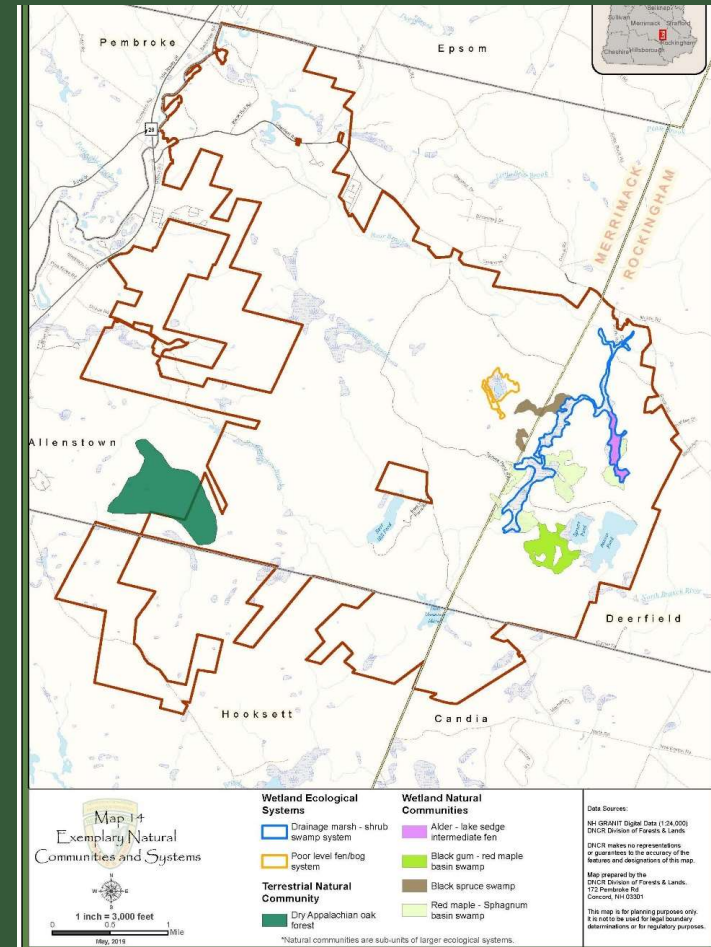 Belknap
Sullivan
Merrimack
Strafford
Rockingham
Cheshire
Hillsborough
Pembroke
Epsom
28
MERRIMACK
ROCKINGHAM
Allenstown
Deerfield
Hooksett
Candia
Map 14
Exemplary Natural
Communities and Systems
N
W
E
S
1 inch = 3,000 feet
0 0.5 1
Mile
May, 2019
Wetland Ecological
Systems
Drainage marsh - shrub
swamp system
Poor level fen/bog
system
Terrestrial Natural
Community
Dry Appalachian oak
forest
Wetland Natural
Communities
Alder - lake sedge
intermediate fen
Black gum - red maple
basin swamp
Black spruce swamp
Red maple - Sphagnum
basin swamp
*Natural communities are sub-units of larger ecological systems.
Data Sources:
NH GRANIT Digital Data (1:24,000)
DNCR Division of Forests & Lands
DNCR makes no representations
or guarantees to the accuracy of the
features and designations of this map.
Map prepared by the
DNCR Division of Forests & Lands.
172 Pembroke Rd
Concord, NH 03301
This map is for planning purposes only.
It is not to be used for legal boundary
determinations or for regulatory purposes.